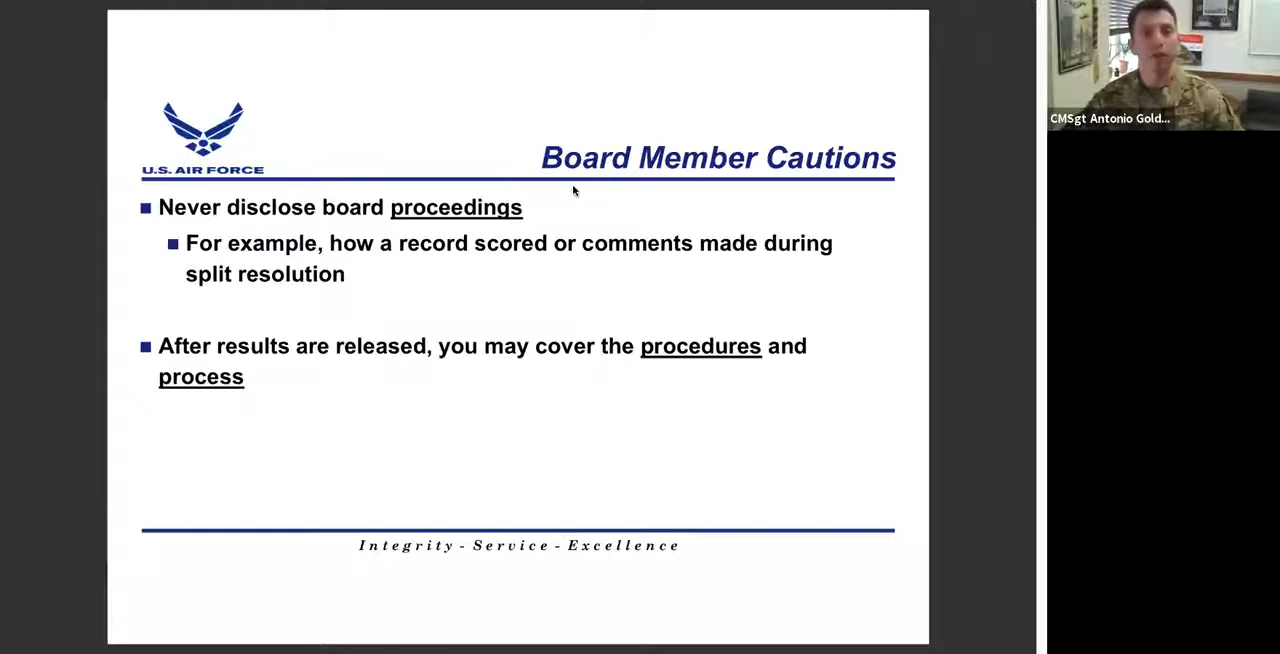 CMSgt Antonio Gold...
U.S. AIR FORCE
Board Member Cautions
Never disclose board proceedings
For example, how a record scored or comments made during
split resolution
After results are released, you may cover the procedures and
process
Integrity - Service - Excellence